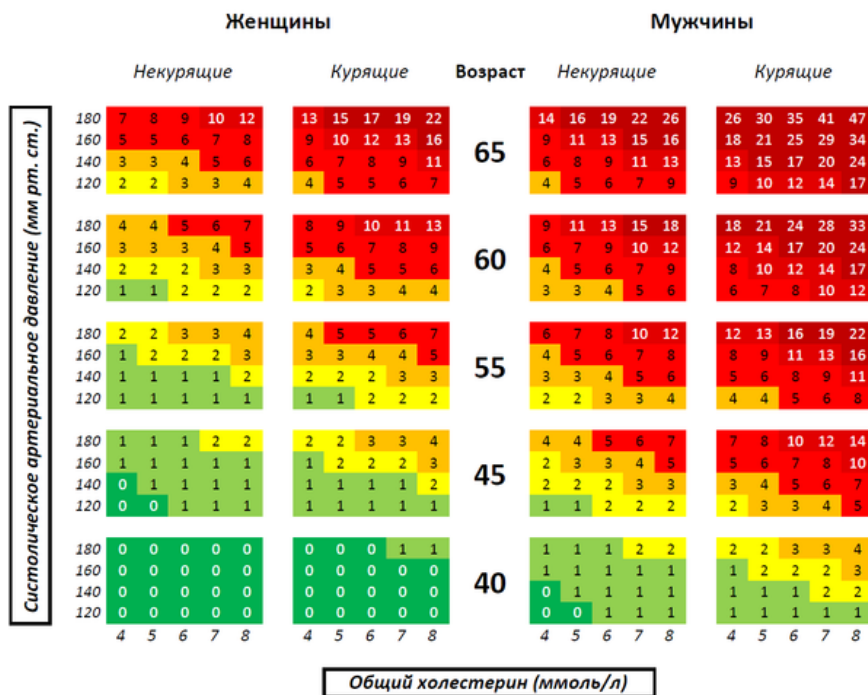 Женщины Мужчины
Некурящие Курящие Возраст Некурящие Курящие
Систолическое артериальное давление (мм рт. ст.)
180 7 8 9 10 12 13 15 17 19 22 14 16 19 22 26 26 30 35 41 47
160 5 5 6 7 8 9 10 12 13 16 9 11 13 15 16 18 21 25 29 34
65
140 3 3 4 5 6 6 7 8 9 11 6 8 9 11 13 13 15 17 20 24
120 2 2 3 3 4 4 5 5 6 7 4 5 6 7 9 9 10 12 14 17
180 4 4 5 6 7 8 9 10 11 13 9 11 13 15 18 18 21 24 28 33
160 3 3 3 4 5 5 6 7 8 9 6 7 9 10 12 12 14 17 20 24
60
140 2 2 2 3 3 3 4 5 5 6 4 5 6 7 9 8 10 12 14 17
120 1 1 2 2 2 2 3 3 4 4 3 3 4 5 6 6 7 8 10 12
180 2 2 3 3 4 4 5 5 6 7 6 7 8 10 12 12 13 16 19 22
160 1 2 2 2 3 3 3 4 4 5 4 5 6 7 8 8 9 11 13 16
55
140 1 1 1 1 2 2 2 2 3 3 3 3 4 5 6 5 6 8 9 11
120 1 1 1 1 1 1 1 2 2 2 2 2 3 3 4 4 4 5 6 8
180 1 1 1 2 2 2 2 3 3 4 4 4 5 6 7 7 8 10 12 14
160 1 1 1 1 1 1 2 2 2 3 2 3 3 4 5 5 6 7 8 10
45
140 0 1 1 1 1 1 1 1 1 2 2 2 2 3 3 3 4 5 6 7
120 0 0 1 1 1 1 1 1 1 1 1 1 2 2 2 2 3 3 4 5
180 0 0 0 0 0 0 0 0 1 1 1 1 1 2 2 2 2 3 3 4
160 0 0 0 0 0 0 0 0 0 0 1 1 1 1 1 1 2 2 2 3
40
140 0 0 0 0 0 0 0 0 0 0 0 1 1 1 1 1 1 1 2 2
120 0 0 0 0 0 0 0 0 0 0 0 0 1 1 1 1 1 1 1 1
4 5 6 7 8 4 5 6 7 8 4 5 6 7 8 4 5 6 7 8
Общий холестерин (ммоль/л)